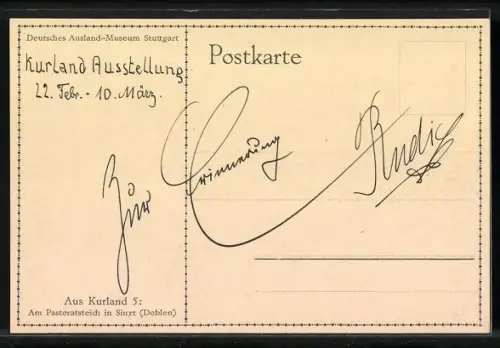 Deutsches Ausland-Museum Stuttgart
Kurland Ausstellung
22. Febr. - 10. März.
Postkarte
Zur Erinnerung
Aus Kurland 5:
Am Pastoratsteich in Siuxt (Doblen)